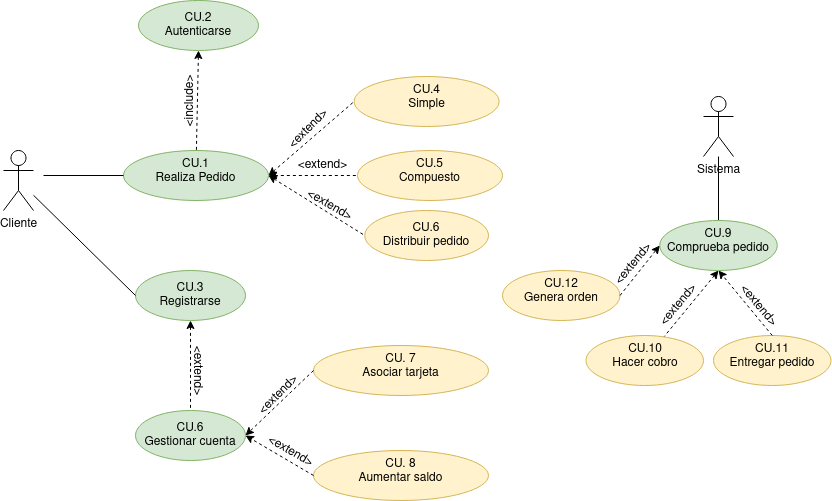 CU.2
Autenticarse
<include>
CU.4
Simple
<extend>
CU.1
Realiza Pedido
<extend>
CU.5
Compuesto
<extend>
CU.6
Distribuir pedido
Cliente
Sistema
CU.9
Comprueba pedido
CU.3
Registrarse
CU.12
Genera orden
<extend>
<extend>
<extend>
CU.10
Hacer cobro
CU.11
Entregar pedido
<extend>
CU. 7
Asociar tarjeta
<extend>
CU.6
Gestionar cuenta
<extend>
CU. 8
Aumentar saldo